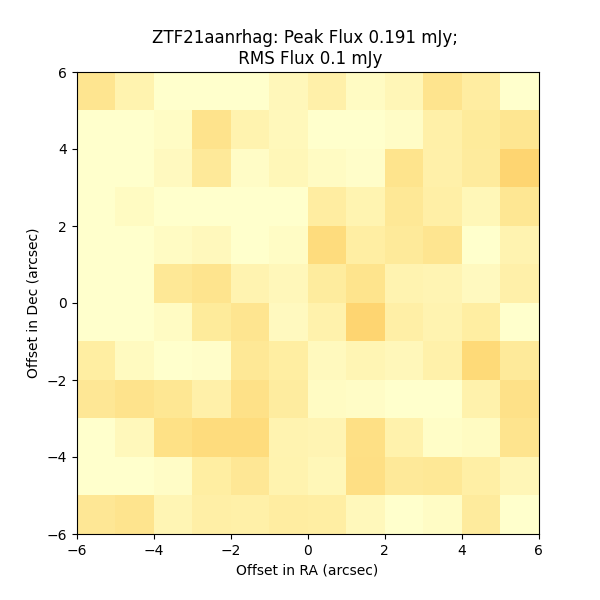 ZTF21aanrhag: Peak Flux 0.191 mJy;
RMS Flux 0.1 mJy
6
4
2
0
−2
−4
−6
Offset in Dec (arcsec)
−6 −4 −2 0 2 4 6
Offset in RA (arcsec)